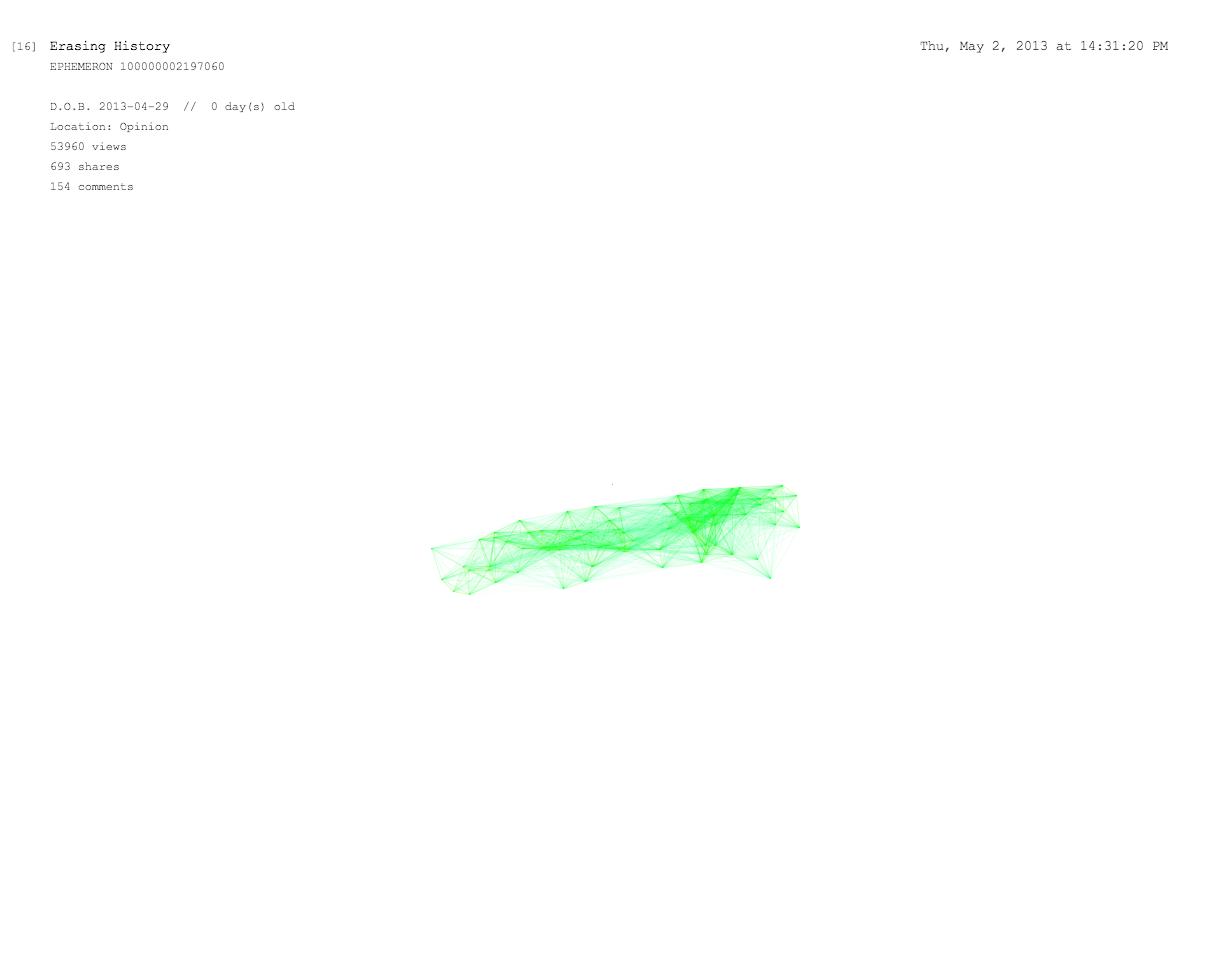 [16] Erasing History
Thu, May 2, 2013 at 14:31:20 PM
EPHEMERON 100000002197060
D.O.B. 2013-04-29 // 0 day(s) old
Location: Opinion
53960 views
693 shares
154 comments